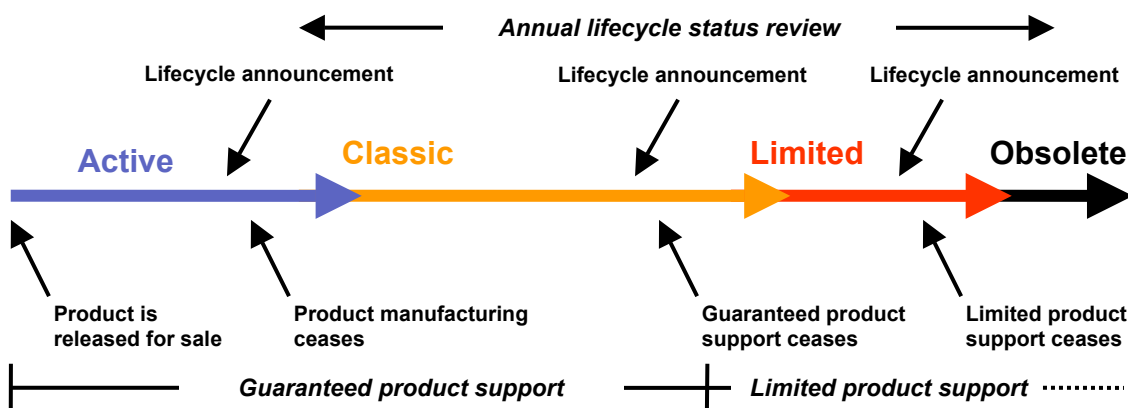 Annual lifecycle status review
Lifecycle announcement
Lifecycle announcement
Lifecycle announcement
Active
Classic
Limited
Obsolete
Product is
released for sale
Product manufacturing
ceases
Guaranteed product
support ceases
Limited product
support ceases
Guaranteed product support
Limited product support